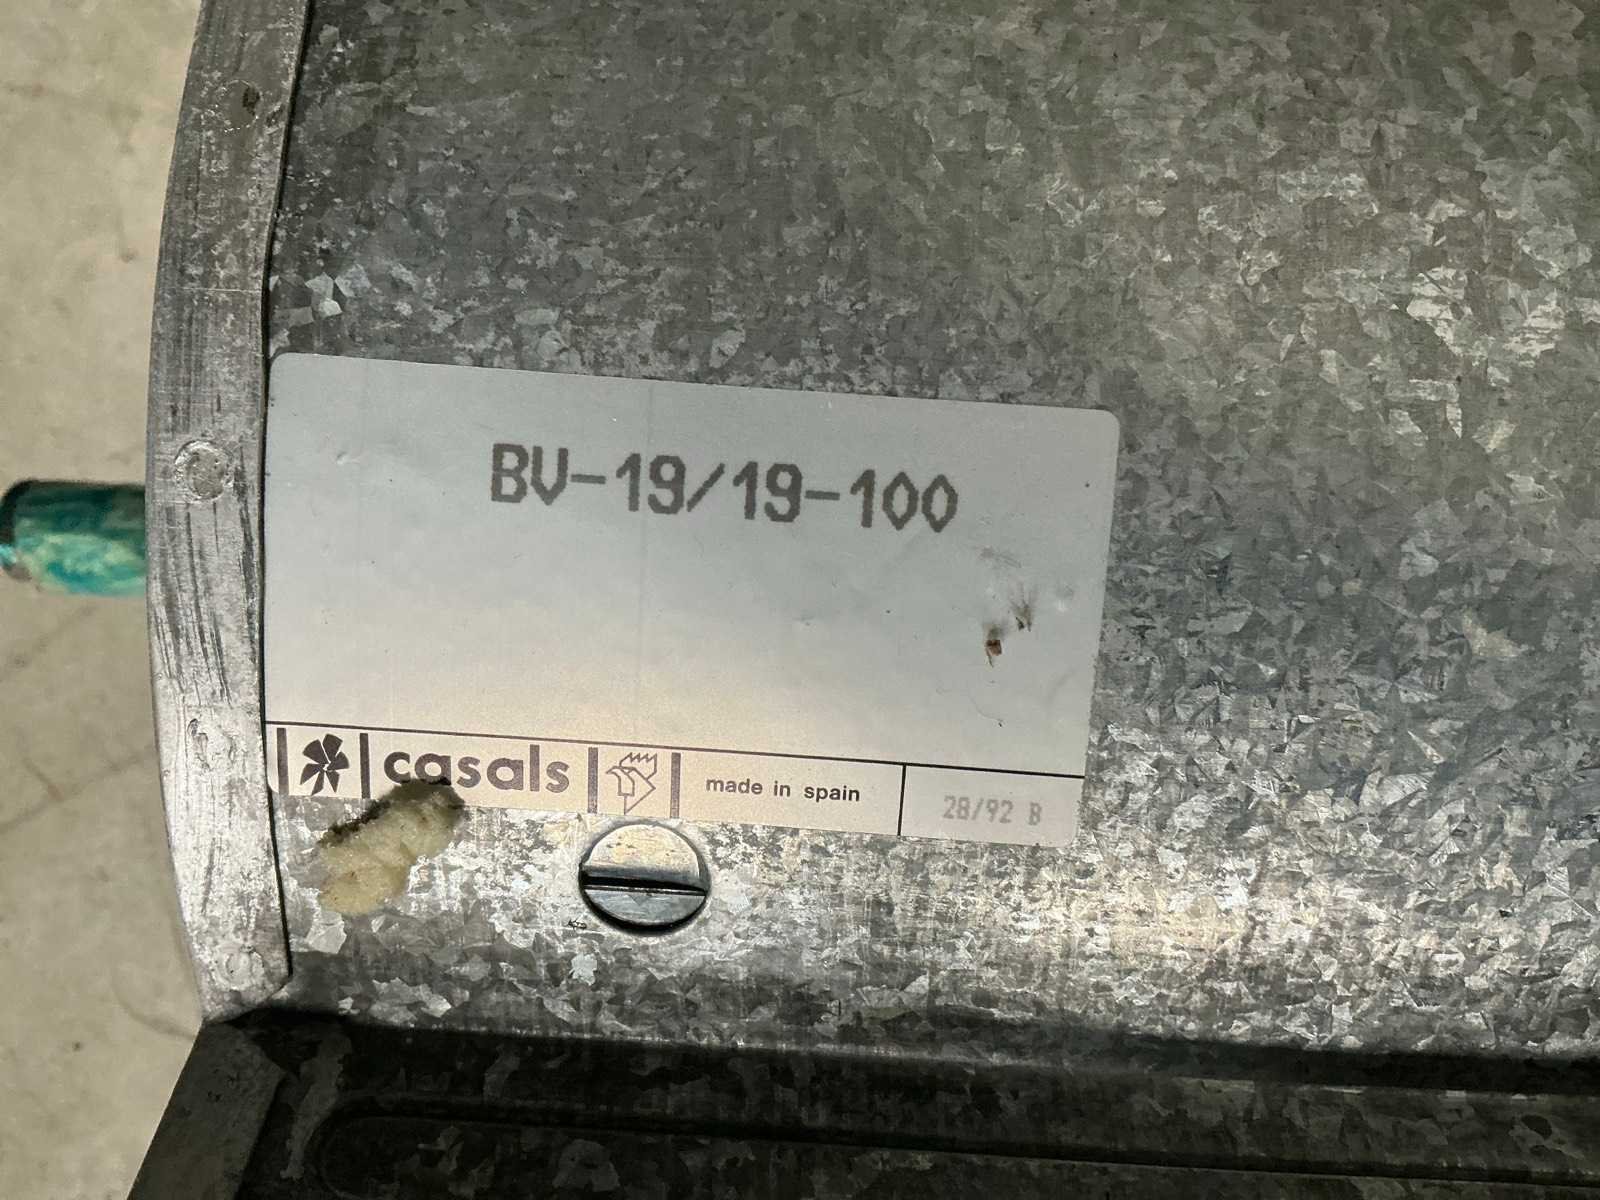 BV-19/19-100
casals
made in spain
28/92 B